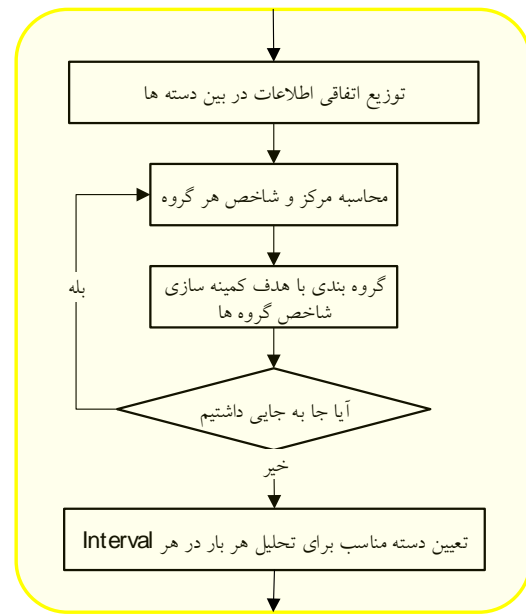 توزیع اتفاقی اطلاعات در بین دسته ها
محاسبه مرکز و شاخص هر گروه
گروه بندی با هدف کمینه سازی
شاخص گروه ها
بله
آیا جا به جایی داشتیم
خیر
تعیین دسته مناسب برای تحلیل هر بار در هر Interval